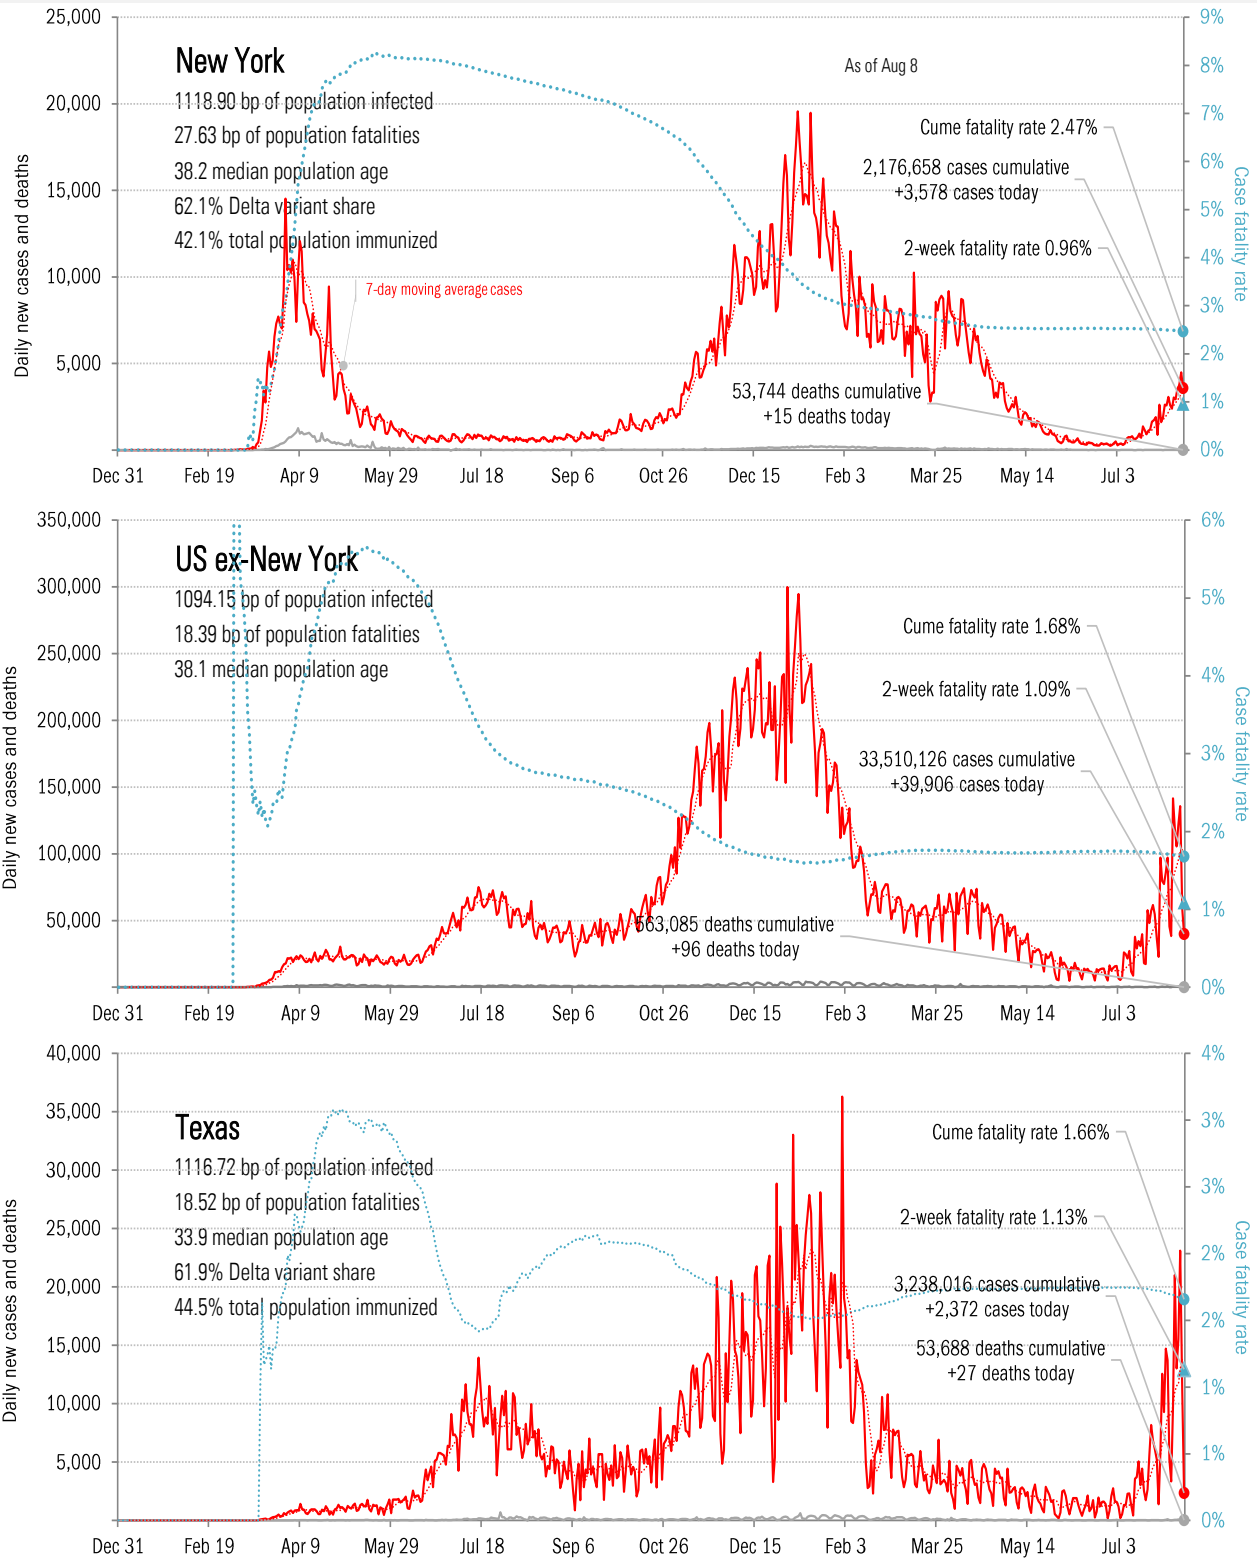 25,000
20,000
15,000
10,000
5,000
Daily new cases and deaths
New York
1118.90 bp of population infected
27.63 bp of population fatalities
38.2 median population age
62.1% Delta variant share
42.1% total population immunized
7-day moving average cases
As of Aug 8
Cume fatality rate 2.47%
2,176,658 cases cumulative
+3,578 cases today
2-week fatality rate 0.96%
53,744 deaths cumulative
+15 deaths today
9%
8%
7%
6%
5%
4%
3%
2%
1%
0%
Case fatality rate
Dec 31 Feb 19 Apr 9 May 29 Jul 18 Sep 6 Oct 26 Dec 15 Feb 3 Mar 25 May 14 Jul 3
350,000
300,000
250,000
200,000
150,000
100,000
50,000
Daily new cases and deaths
US ex-New York
1094.15 bp of population infected
18.39 bp of population fatalities
38.1 median population age
Cume fatality rate 1.68%
2-week fatality rate 1.09%
33,510,126 cases cumulative
+39,906 cases today
563,085 deaths cumulative
+96 deaths today
6%
5%
4%
3%
2%
1%
0%
Case fatality rate
Dec 31 Feb 19 Apr 9 May 29 Jul 18 Sep 6 Oct 26 Dec 15 Feb 3 Mar 25 May 14 Jul 3
40,000
35,000
30,000
25,000
20,000
15,000
10,000
5,000
Daily new cases and deaths
Texas
1116.72 bp of population infected
18.52 bp of population fatalities
33.9 median population age
61.9% Delta variant share
44.5% total population immunized
Cume fatality rate 1.66%
2-week fatality rate 1.13%
3,238,016 cases cumulative
+2,372 cases today
53,688 deaths cumulative
+27 deaths today
4%
3%
3%
2%
2%
1%
1%
0%
Case fatality rate
Dec 31 Feb 19 Apr 9 May 29 Jul 18 Sep 6 Oct 26 Dec 15 Feb 3 Mar 25 May 14 Jul 3